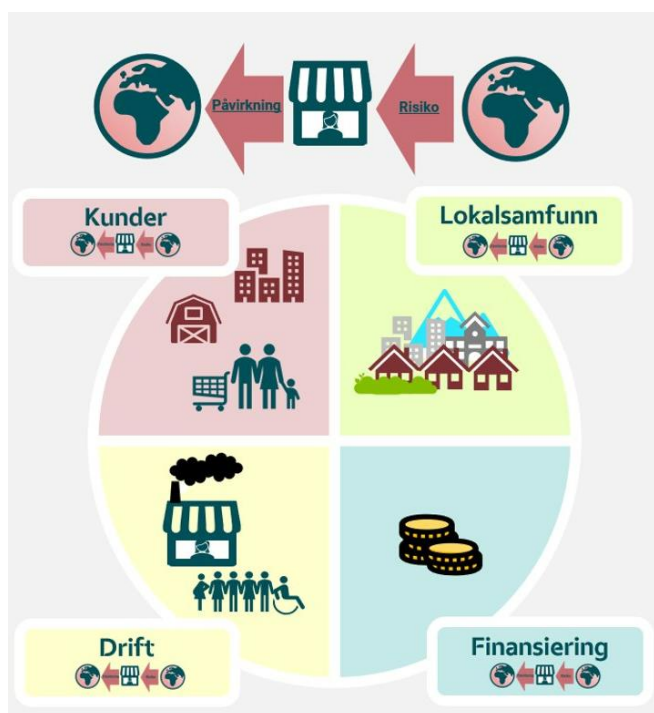 Påvirkning
Risiko
Kunder
Lokalsamfunn
Drift
Finansiering